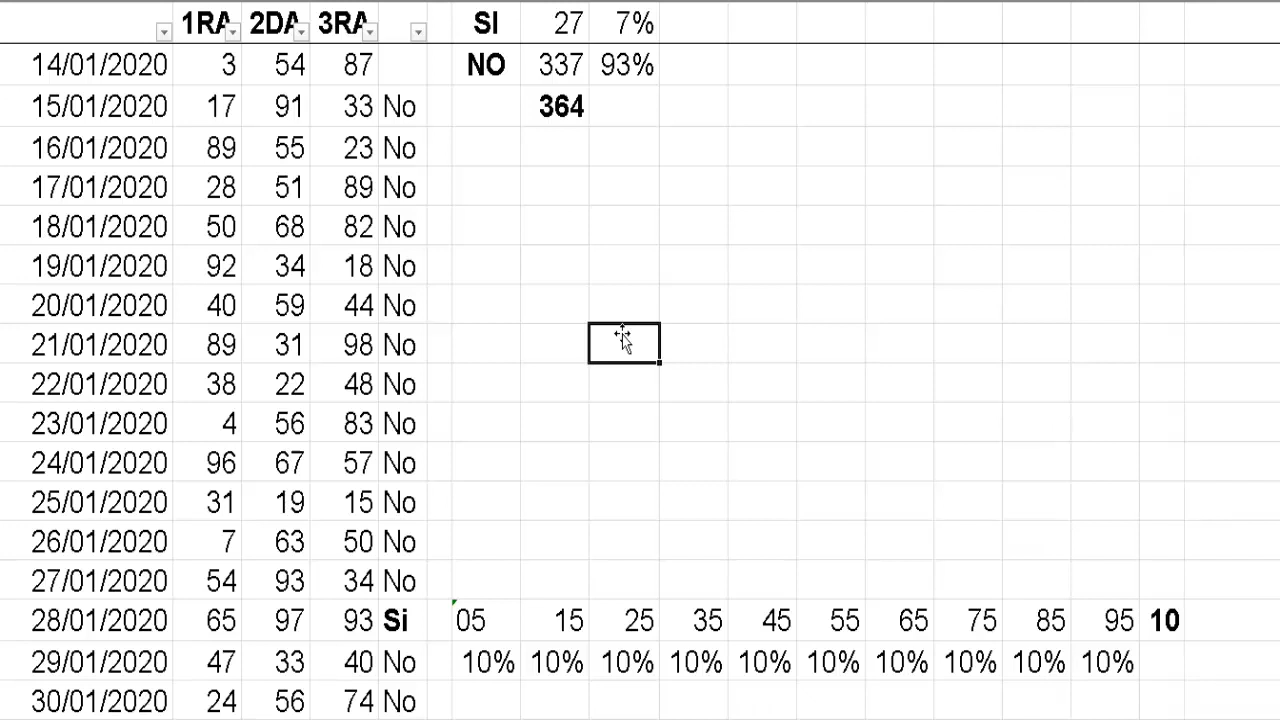 1RA 2DA 3RA SI 27 7%
14/01/2020 3 54 87 NO 337 93%
15/01/2020 17 91 33 No 364
16/01/2020 89 55 23 No
17/01/2020 28 51 89 No
18/01/2020 50 68 82 No
19/01/2020 92 34 18 No
20/01/2020 40 59 44 No
21/01/2020 89 31 98 No
22/01/2020 38 22 48 No
23/01/2020 4 56 83 No
24/01/2020 96 67 57 No
25/01/2020 31 19 15 No
26/01/2020 7 63 50 No
27/01/2020 54 93 34 No
28/01/2020 65 97 93 Si 05 15 25 35 45 55 65 75 85 95 10
29/01/2020 47 33 40 No 10% 10% 10% 10% 10% 10% 10% 10% 10% 10%
30/01/2020 24 56 74 No